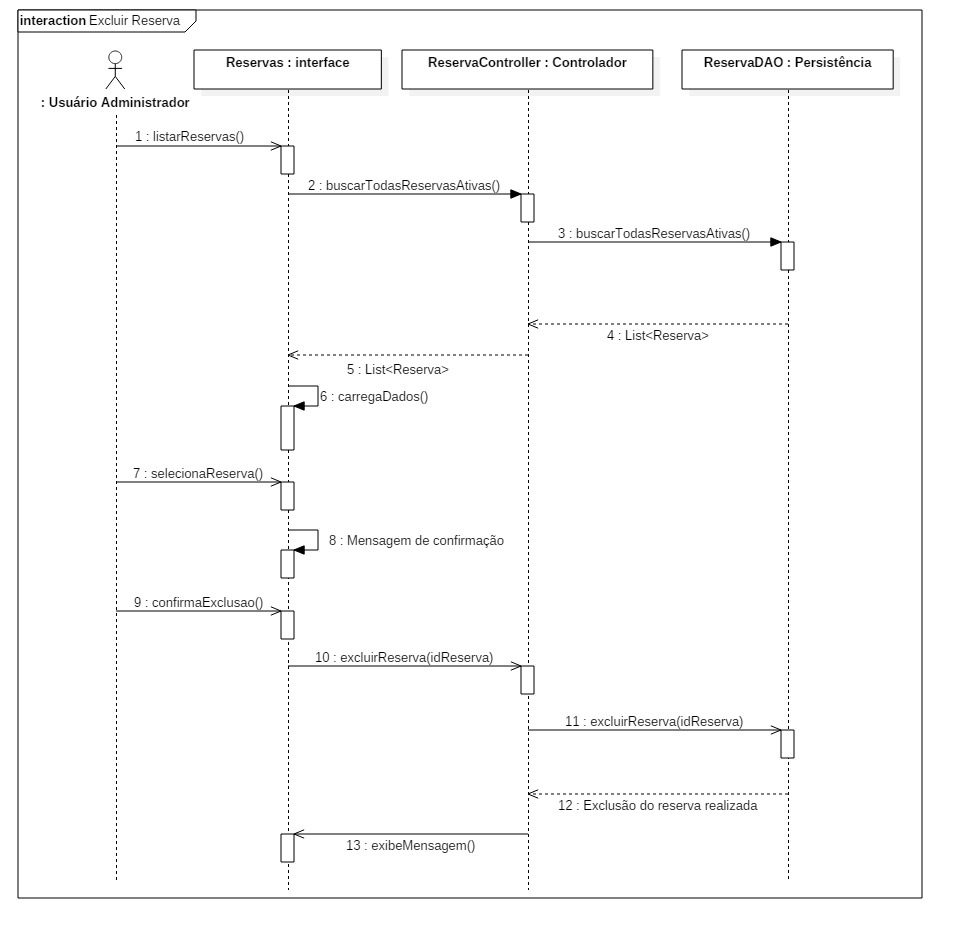 interaction Excluir Reserva
Reservas : interface
ReservaController : Controlador
ReservaDAO : Persistência
: Usuário Administrador
1 : listarReservas()
2 : buscarTodasReservasAtivas()
3 : buscarTodasReservasAtivas()
4 : List<Reserva>
5 : List<Reserva>
6 : carregaDados()
7 : selecionaReserva()
8 : Mensagem de confirmação
9 : confirmaExclusao()
10 : excluirReserva(idReserva)
11 : excluirReserva(idReserva)
12 : Exclusão do reserva realizada
13 : exibeMensagem()